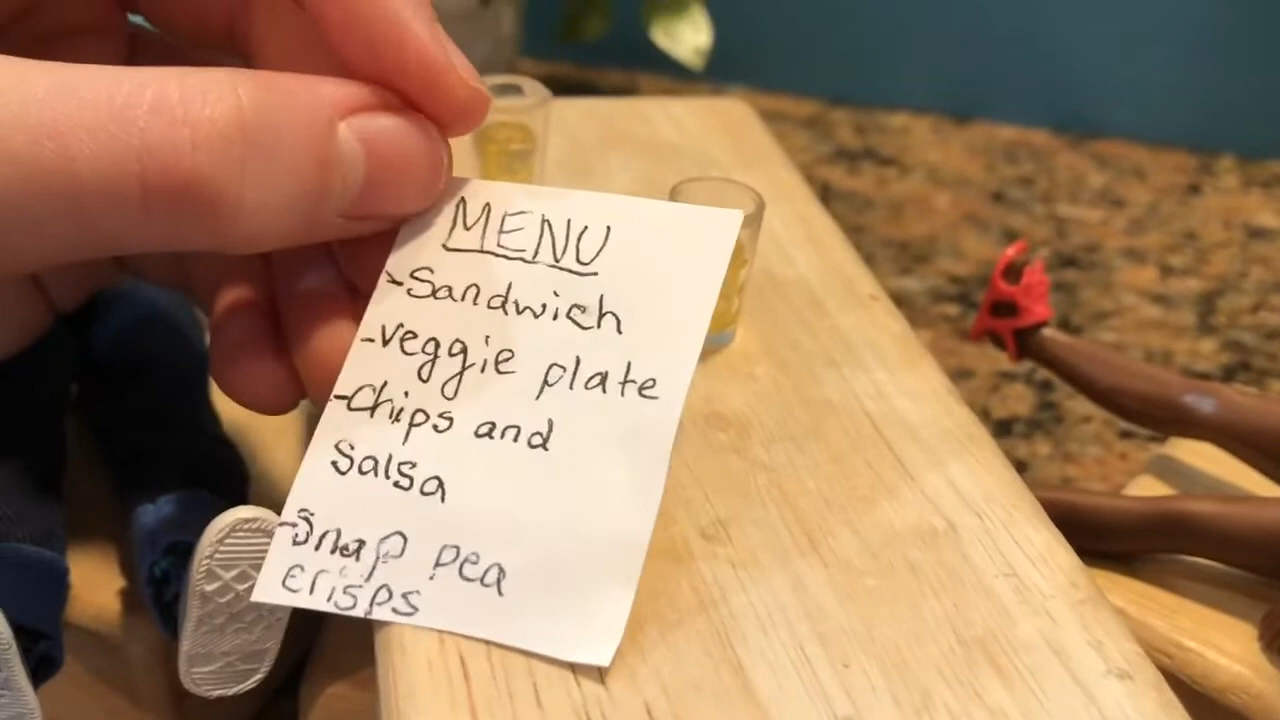 MENU
-Sandwich
-Veggie plate
-Chips and
Salsa
-Snap pea
crisps